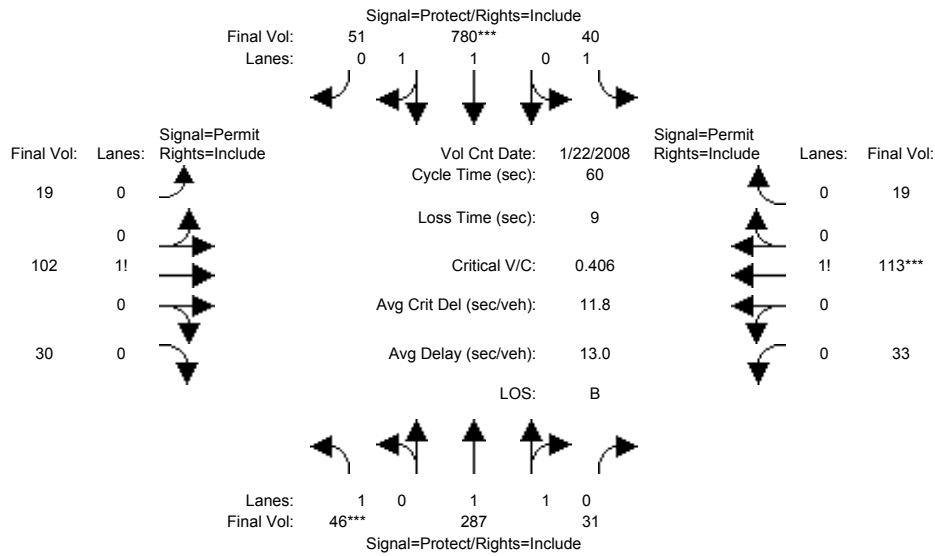 Signal=Protect/Rights=Include
Final Vol: 51 780*** 40
Lanes: 0 1 1 0 1
Signal=Permit
Final Vol: Lanes: Rights=Include
Vol Cnt Date: 1/22/2008
Signal=Permit
Rights=Include Lanes: Final Vol:
Cycle Time (sec): 60
19 0
0 19
Loss Time (sec): 9
0
0
102 1!
Critical V/C: 0.406
1! 113***
0
Avg Crit Del (sec/veh): 11.8
0
30 0
Avg Delay (sec/veh): 13.0
0 33
LOS: B
Lanes: 1 0 1 1 0
Final Vol: 46*** 287 31
Signal=Protect/Rights=Include